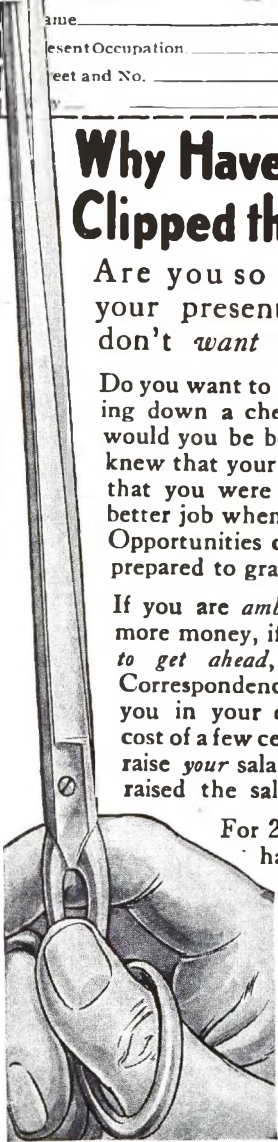 ame
esent Occupation
eet and No.
y
Why Have
Clipped th
Are you so
your present
don't want
Do you want to
ing down a che
would you be b
knew that your
that you were
better job when
Opportunities c
prepared to gra
If you are amb
more money, if
to get ahead,
Correspondenc
you in your
cost of a few ce
raise your sala
raised the sal
For 2
ha